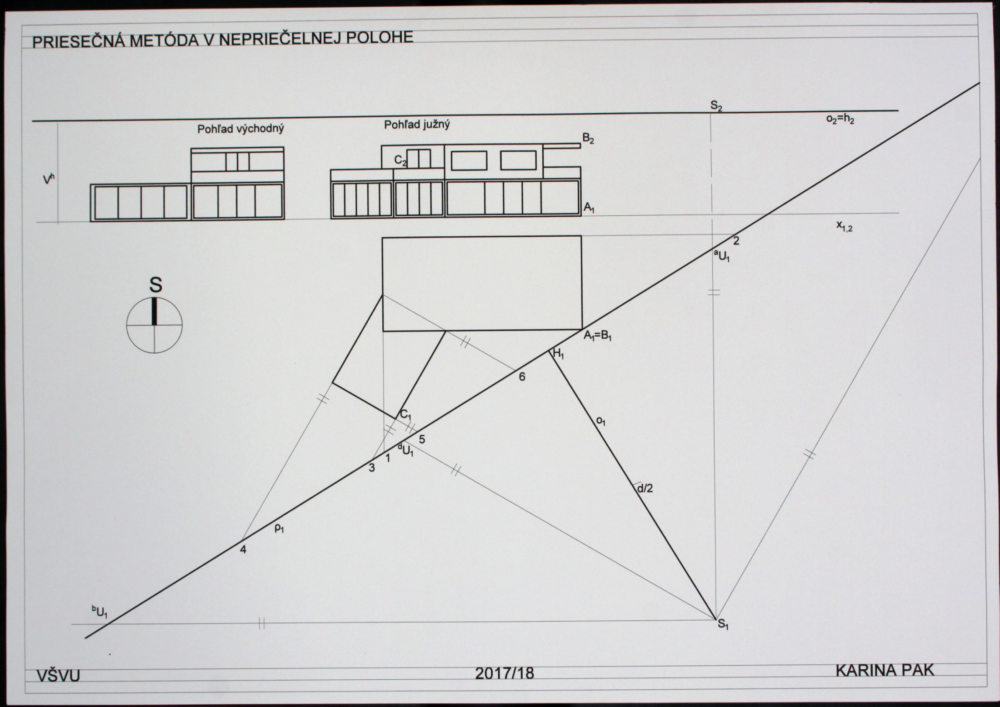 PRIESEČNÁ METÓDA V NEPRIEČELNEJ POLOHE
S₂
o₂=h₂
Pohľad východný
Pohľad južný
B₂
C₂
Vʰ
A₁
x₁,₂
2
ᵃU₁
S
A₁=B₁
H₁
6
C₁
o₁
5
ᵈU₁
1
3
d/2
ρ₁
4
ᵇU₁
S₁
VŠVU
2017/18
KARINA PAK